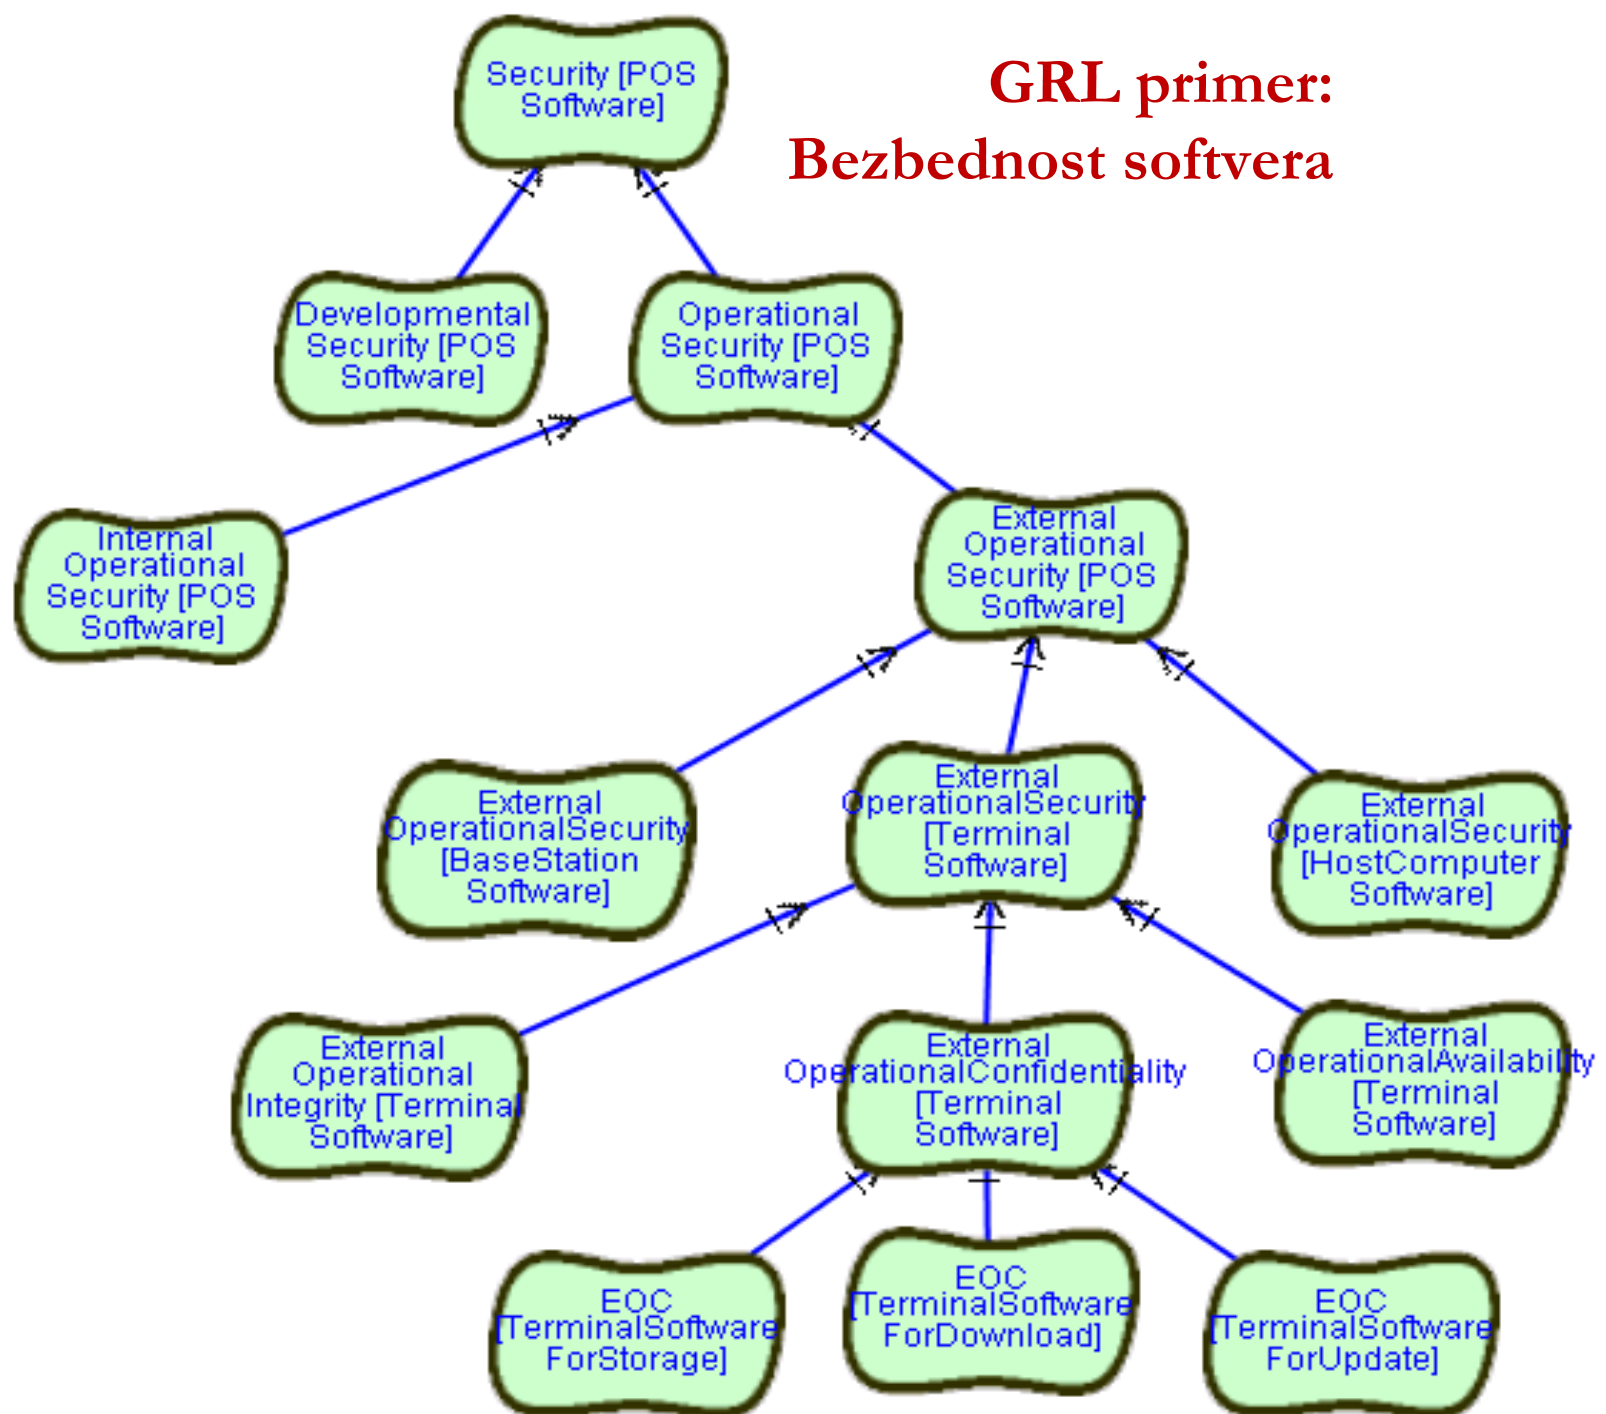 GRL primer:
Bezbednost softvera
Security [POS
Software]
Developmental
Security [POS
Software]
Operational
Security [POS
Software]
Internal
Operational
Security [POS
Software]
External
Operational
Security [POS
Software]
External
OperationalSecurity
[BaseStation
Software]
External
OperationalSecurity
[Terminal
Software]
External
OperationalSecurity
[HostComputer
Software]
External
Operational
Integrity [Terminal
Software]
External
OperationalConfidentiality
[Terminal
Software]
External
OperationalAvailability
[Terminal
Software]
EOC
[TerminalSoftware
ForStorage]
EOC
[TerminalSoftware
ForDownload]
EOC
[TerminalSoftware
ForUpdate]